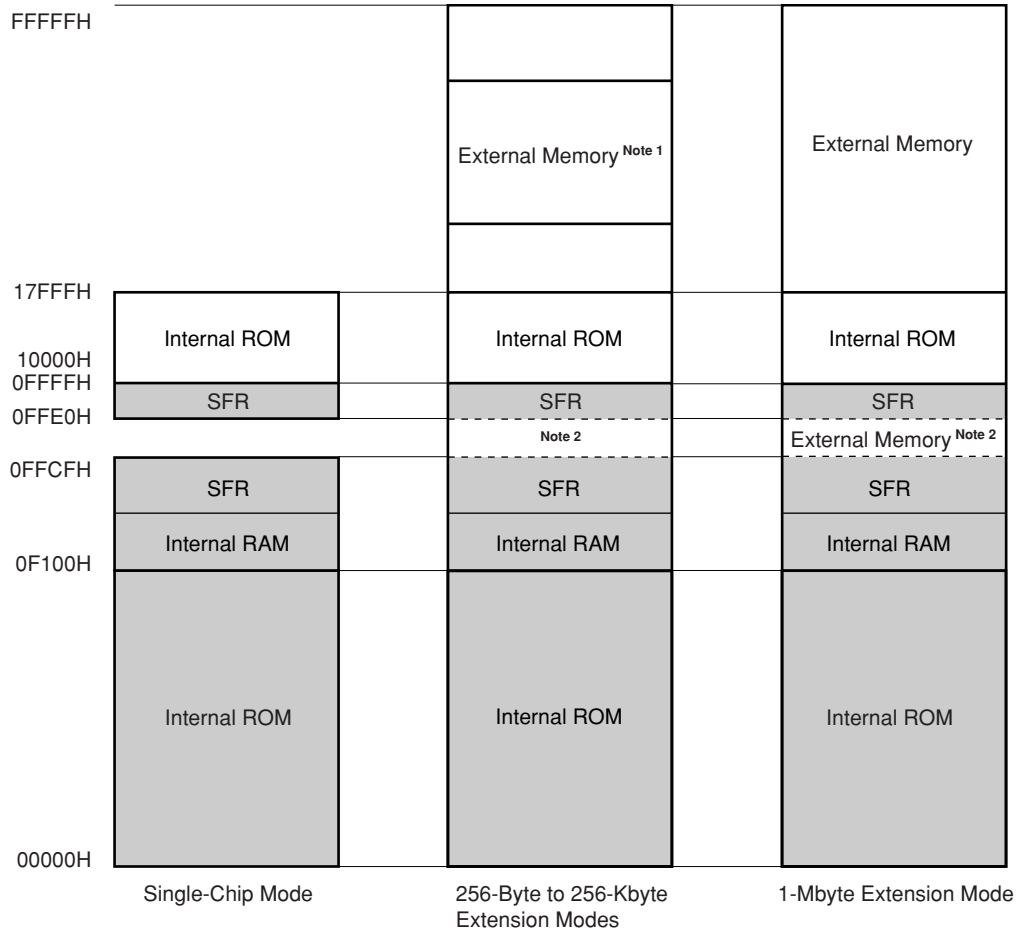 FFFFFH
External Memory Note 1
External Memory
17FFFH
Internal ROM
Internal ROM
Internal ROM
10000H
0FFFFH
SFR
SFR
SFR
0FFE0H
Note 2
External Memory Note 2
0FFCFH
SFR
SFR
SFR
Internal RAM
Internal RAM
Internal RAM
0F100H
Internal ROM
Internal ROM
Internal ROM
00000H
Single-Chip Mode
256-Byte to 256-Kbyte
Extension Modes
1-Mbyte Extension Mode